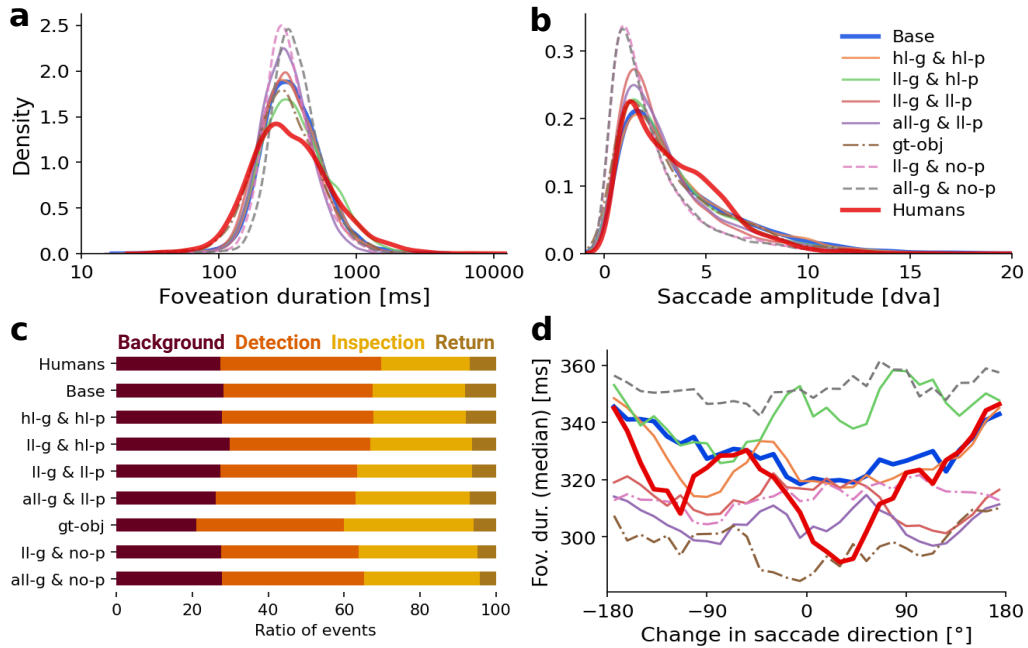 a
2.5
2.0
1.5
1.0
0.5
0.0
Density
10
100
1000
10000
Foveation duration [ms]
b
0.3
0.2
0.1
0.0
0
5
10
15
20
Saccade amplitude [dva]
Base
hl-g & hl-p
ll-g & hl-p
ll-g & ll-p
all-g & ll-p
gt-obj
ll-g & no-p
all-g & no-p
Humans
c
Background Detection Inspection Return
Humans
Base
hl-g & hl-p
ll-g & hl-p
ll-g & ll-p
all-g & ll-p
gt-obj
ll-g & no-p
all-g & no-p
0
20
40
60
80
100
Ratio of events
d
360
340
320
300
Fov. dur. (median) [ms]
−180
−90
0
90
180
Change in saccade direction [°]